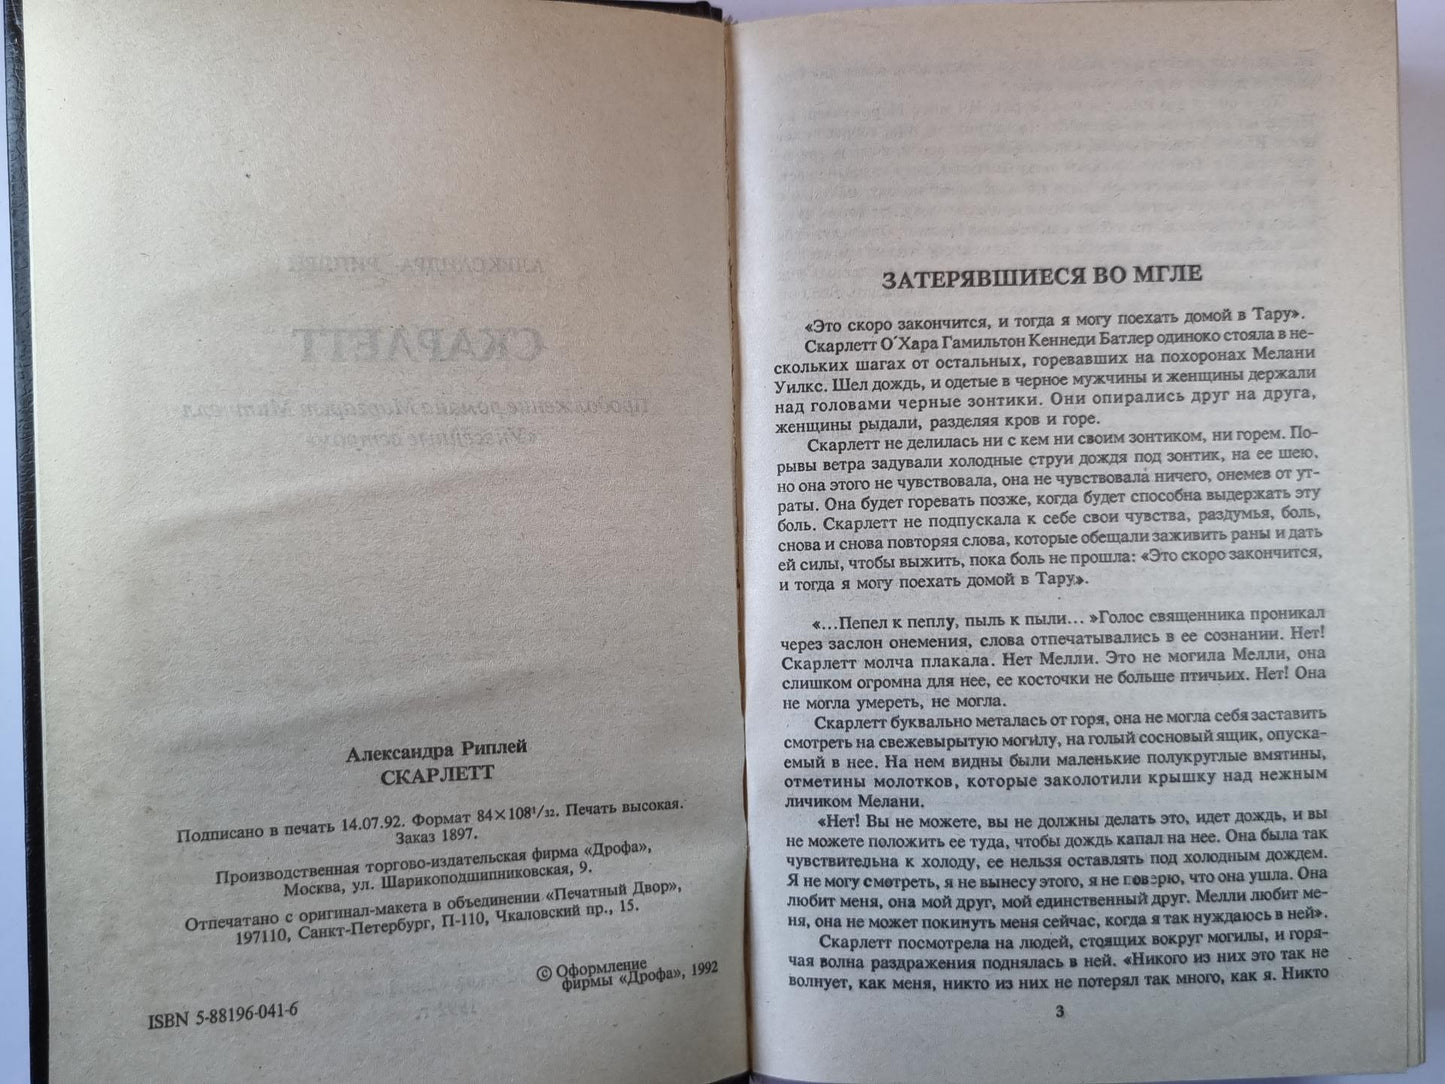 Александра Риплей
СКАРЛЕТТ
Подписано в печать 14.07.92. Формат 84×108¹/₃₂. Печать высокая.
Заказ 1897.
Производственная торгово-издательская фирма «Дрофа»,
Москва, ул. Шарикоподшипниковская, 9.
Отпечатано с оригинал-макета в объединении «Печатный Двор»,
197110, Санкт-Петербург, П-110, Чкаловский пр., 15.
© Оформление
фирмы «Дрофа», 1992
ISBN 5-88196-041-6
ЗАТЕРЯВШИЕСЯ ВО МГЛЕ
«Это скоро закончится, и тогда я могу поехать домой в Тару».
Скарлетт О´Хара Гамильтон Кеннеди Батлер одиноко стояла в не-
скольких шагах от остальных, горевавших на похоронах Мелани
Уилкс. Шел дождь, и одетые в черное мужчины и женщины держали
над головами черные зонтики. Они опирались друг на друга,
женщины рыдали, разделяя кров и горе.
Скарлетт не делилась ни с кем ни своим зонтиком, ни горем. По-
рывы ветра задували холодные струи дождя под зонтик, на ее шею,
но она этого не чувствовала, она не чувствовала ничего, онемев от ут-
раты. Она будет горевать позже, когда будет способна выдержать эту
боль. Скарлетт не подпускала к себе свои чувства, раздумья, боль,
снова и снова повторяя слова, которые обещали заживить раны и дать
ей силы, чтобы выжить, пока боль не прошла: «Это скоро закончится,
и тогда я могу поехать домой в Тару».
«...Пепел к пеплу, пыль к пыли... »Голос священника проникал
через заслон онемения, слова отпечатывались в ее сознании. Нет!
Скарлетт молча плакала. Нет Мелли. Это не могила Мелли, она
слишком огромна для нее, ее косточки не больше птичьих. Нет! Она
не могла умереть, не могла.
Скарлетт буквально металась от горя, она не могла себя заставить
смотреть на свежевырытую могилу, на голый сосновый ящик, опуска-
емый в нее. На нем видны были маленькие полукруглые вмятины,
отметины молотков, которые заколотили крышку над нежным
личиком Мелани.
«Нет! Вы не можете, вы не должны делать это, идет дождь, и вы
не можете положить ее туда, чтобы дождь капал на нее. Она была так
чувствительна к холоду, ее нельзя оставлять под холодным дождем.
Я не могу смотреть, я не вынесу этого, я не поверю, что она ушла. Она
любит меня, она мой друг, мой единственный друг. Мелли любит ме-
ня, она не может покинуть меня сейчас, когда я так нуждаюсь в ней».
Скарлетт посмотрела на людей, стоящих вокруг могилы, и горя-
чая волна раздражения поднялась в ней. «Никого из них это так не
волнует, как меня, никто из них не потерял так много, как я. Никто
3